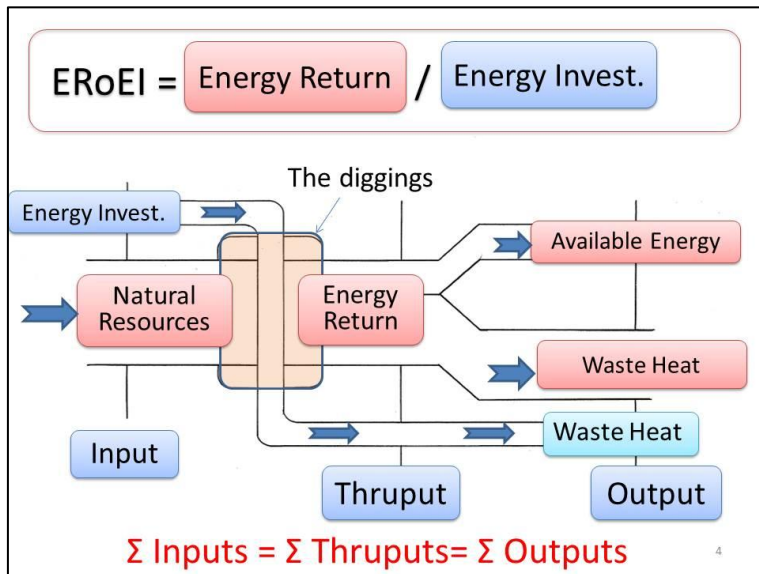 ERoEI = Energy Return / Energy Invest.
The diggings
Energy Invest.
Available Energy
Natural
Resources
Energy
Return
Waste Heat
Waste Heat
Input
Thruput
Output
Σ Inputs = Σ Thruputs= Σ Outputs
4